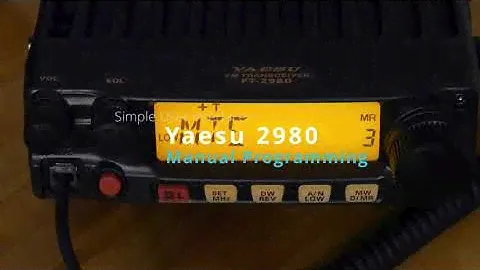 YAESU
FM TRANSCEIVER
FT-2980
VOL
SQL
+ T
MR
LOW
MTC
3
Simple
Yaesu 2980
Manual Programming
SET
MHz
DW
REV
A/N
LOW
MW
D/MR